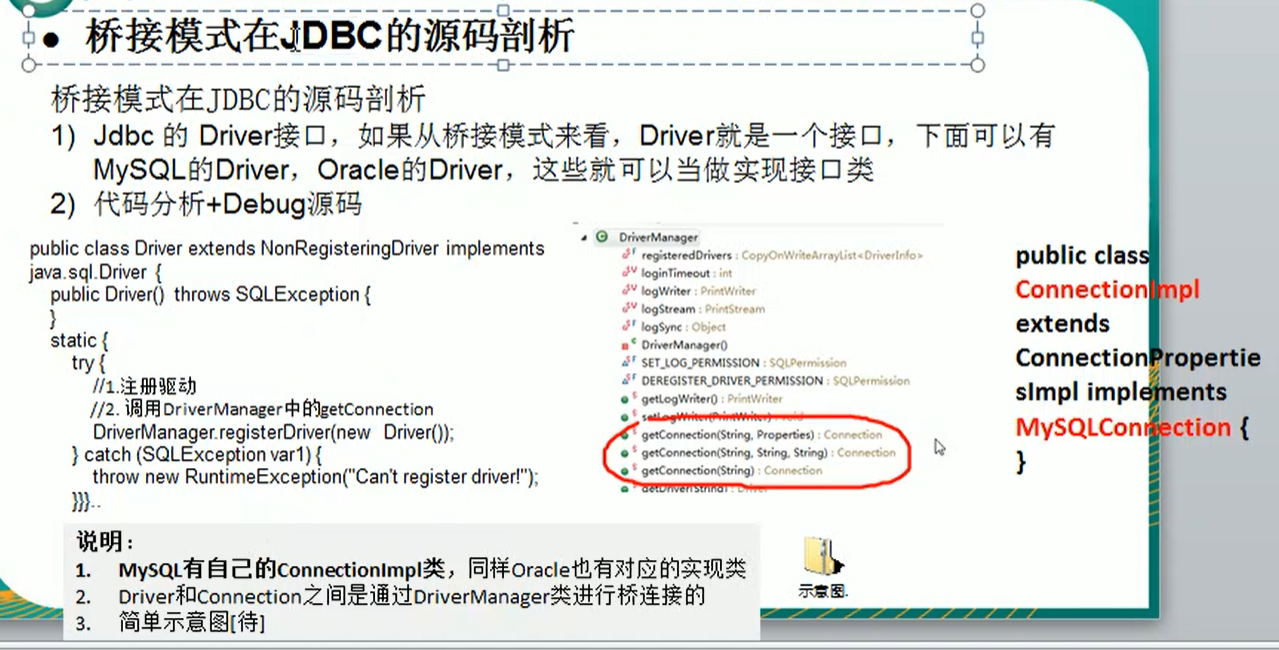 ● 桥接模式在JDBC的源码剖析
桥接模式在JDBC的源码剖析
1) Jdbc 的 Driver接口，如果从桥接模式来看，Driver就是一个接口，下面可以有
MySQL的Driver，Oracle的Driver，这些就可以当做实现接口类
2) 代码分析+Debug源码
public class Driver extends NonRegisteringDriver implements
java.sql.Driver {
public Driver() throws SQLException {
}
static {
try {
//1.注册驱动
//2. 调用DriverManager中的getConnection
DriverManager.registerDriver(new Driver());
} catch (SQLException var1) {
throw new RuntimeException("Can't register driver!");
}}}..
DriverManager
registeredDrivers : CopyOnWriteArrayList<DriverInfo>
loginTimeout : int
logWriter : PrintWriter
logStream : PrintStream
logSync : Object
DriverManager()
SET_LOG_PERMISSION : SQLPermission
DEREGISTER_DRIVER_PERMISSION : SQLPermission
getLogWriter() : PrintWriter
setLogWriter(PrintWriter) : void
getConnection(String, Properties) : Connection
getConnection(String, String, String) : Connection
getConnection(String) : Connection
getDriver(String) : Driver
public class
ConnectionImpl
extends
ConnectionPropertie
sImpl implements
MySQLConnection {
}
说明：
1. MySQL有自己的ConnectionImpl类，同样Oracle也有对应的实现类
2. Driver和Connection之间是通过DriverManager类进行桥连接的
3. 简单示意图[待]
示意图.